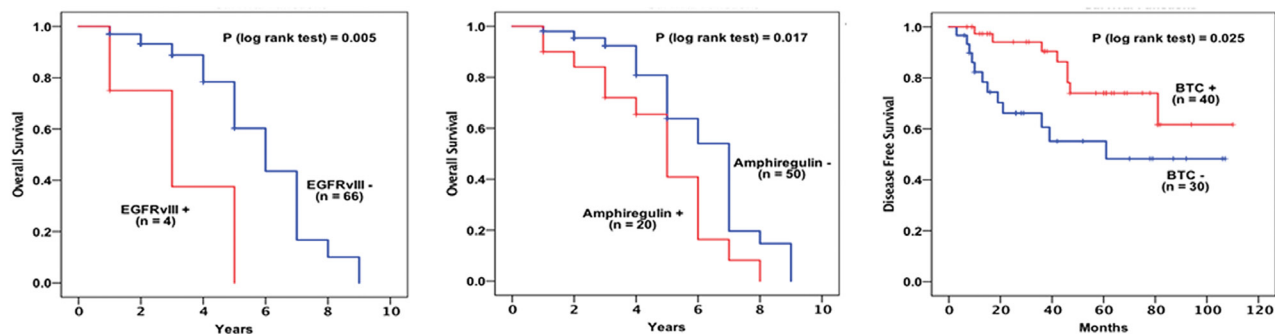 P (log rank test) = 0.005
1.0
0.8
0.6
0.4
0.2
0.0
Overall Survival
EGFRvIII -
(n = 66)
EGFRvIII +
(n = 4)
0 2 4 6 8 10
Years
P (log rank test) = 0.017
1.0
0.8
0.6
0.4
0.2
0.0
Overall Survival
Amphiregulin -
(n = 50)
Amphiregulin +
(n = 20)
0 2 4 6 8 10
Years
P (log rank test) = 0.025
1.0
0.8
0.6
0.4
0.2
0.0
Disease Free Survival
BTC +
(n = 40)
BTC -
(n = 30)
0 20 40 60 80 100 120
Months